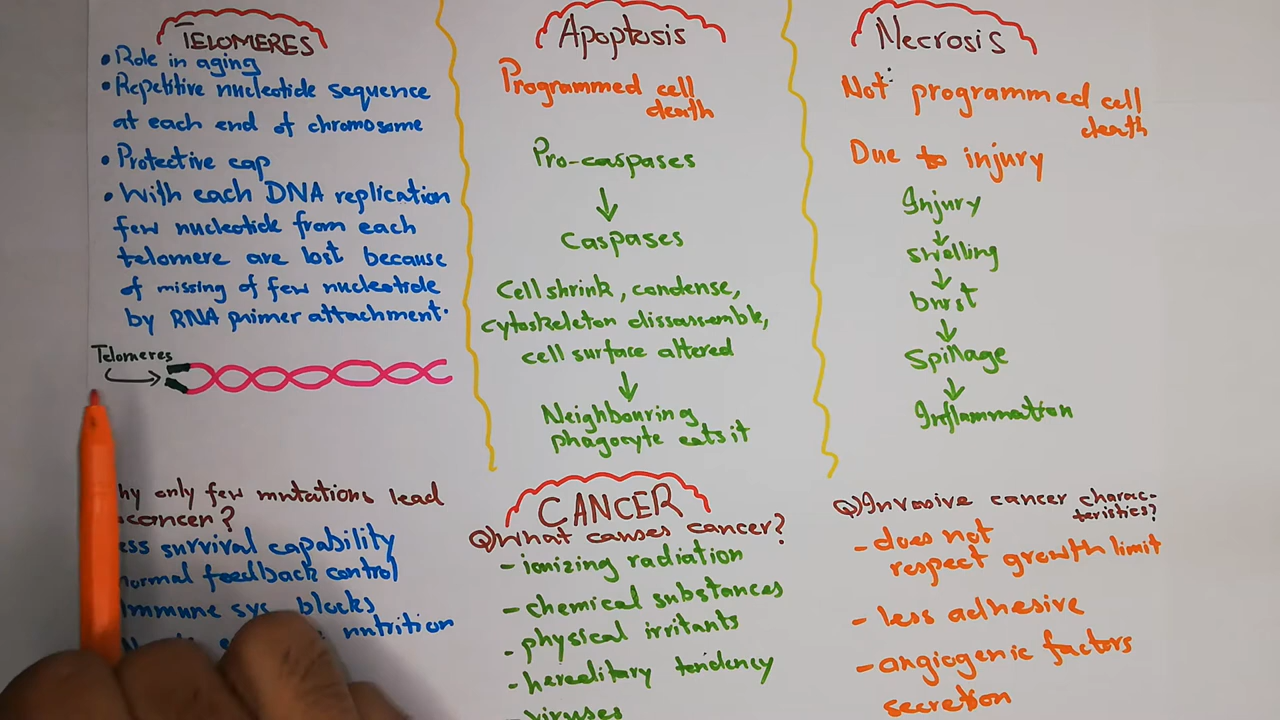 TELOMERES
• Role in aging
• Repetitive nucleotide sequence
at each end of chromosome
• Protective cap
• With each DNA replication
few nucleotide from each
telomere are lost because
of missing of few nucleotide
by RNA primer attachment.
Telomeres
Apoptosis
Programmed cell
death
Pro-caspases
↓
Caspases
Cell shrink, condense,
cytoskeleton dissassemble,
cell surface altered
↓
Neighbouring
phagocyte eats it
Necrosis
Not programmed cell
death
Due to injury
Injury
↓
swelling
↓
burst
↓
Spillage
↓
Inflammation
hy only few mutations lead
cancer?
ess survival capability
normal feedback control
Immune sys. blocks
nutrition
CANCER
Q) What causes cancer?
- ionizing radiation
- chemical substances
- physical irritants
- hereditary tendency
- viruses
Q) Invasive cancer charac-
teristics?
- does not
respect growth limit
- less adhesive
- angiogenic factors
secretion